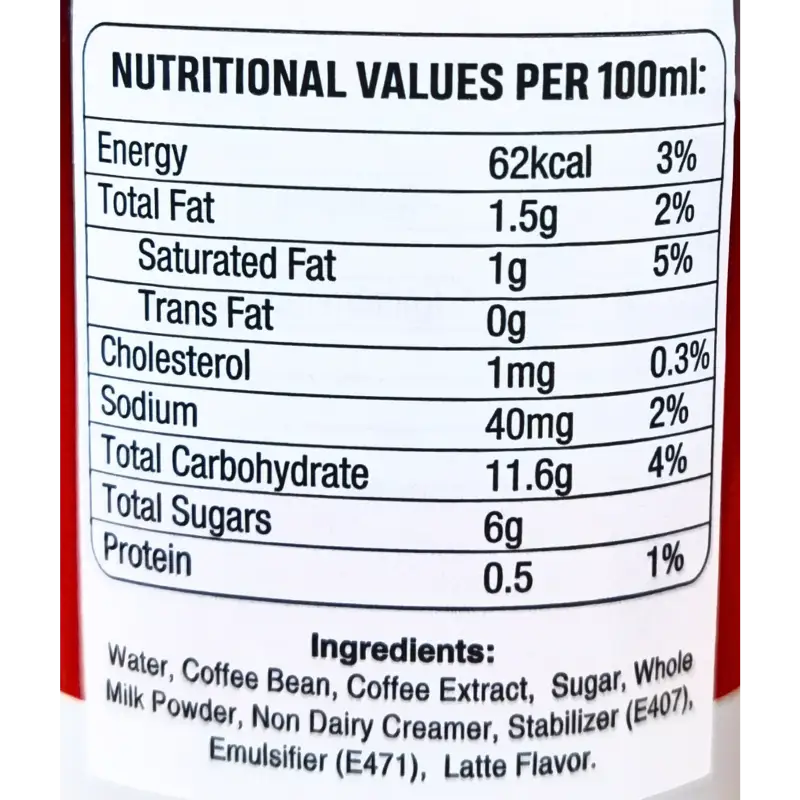 NUTRITIONAL VALUES PER 100ml:
Energy 62kcal 3%
Total Fat 1.5g 2%
Saturated Fat 1g 5%
Trans Fat 0g
Cholesterol 1mg 0.3%
Sodium 40mg 2%
Total Carbohydrate 11.6g 4%
Total Sugars 6g
Protein 0.5 1%
Ingredients:
Water, Coffee Bean, Coffee Extract, Sugar, Whole
Milk Powder, Non Dairy Creamer, Stabilizer (E407),
Emulsifier (E471), Latte Flavor.